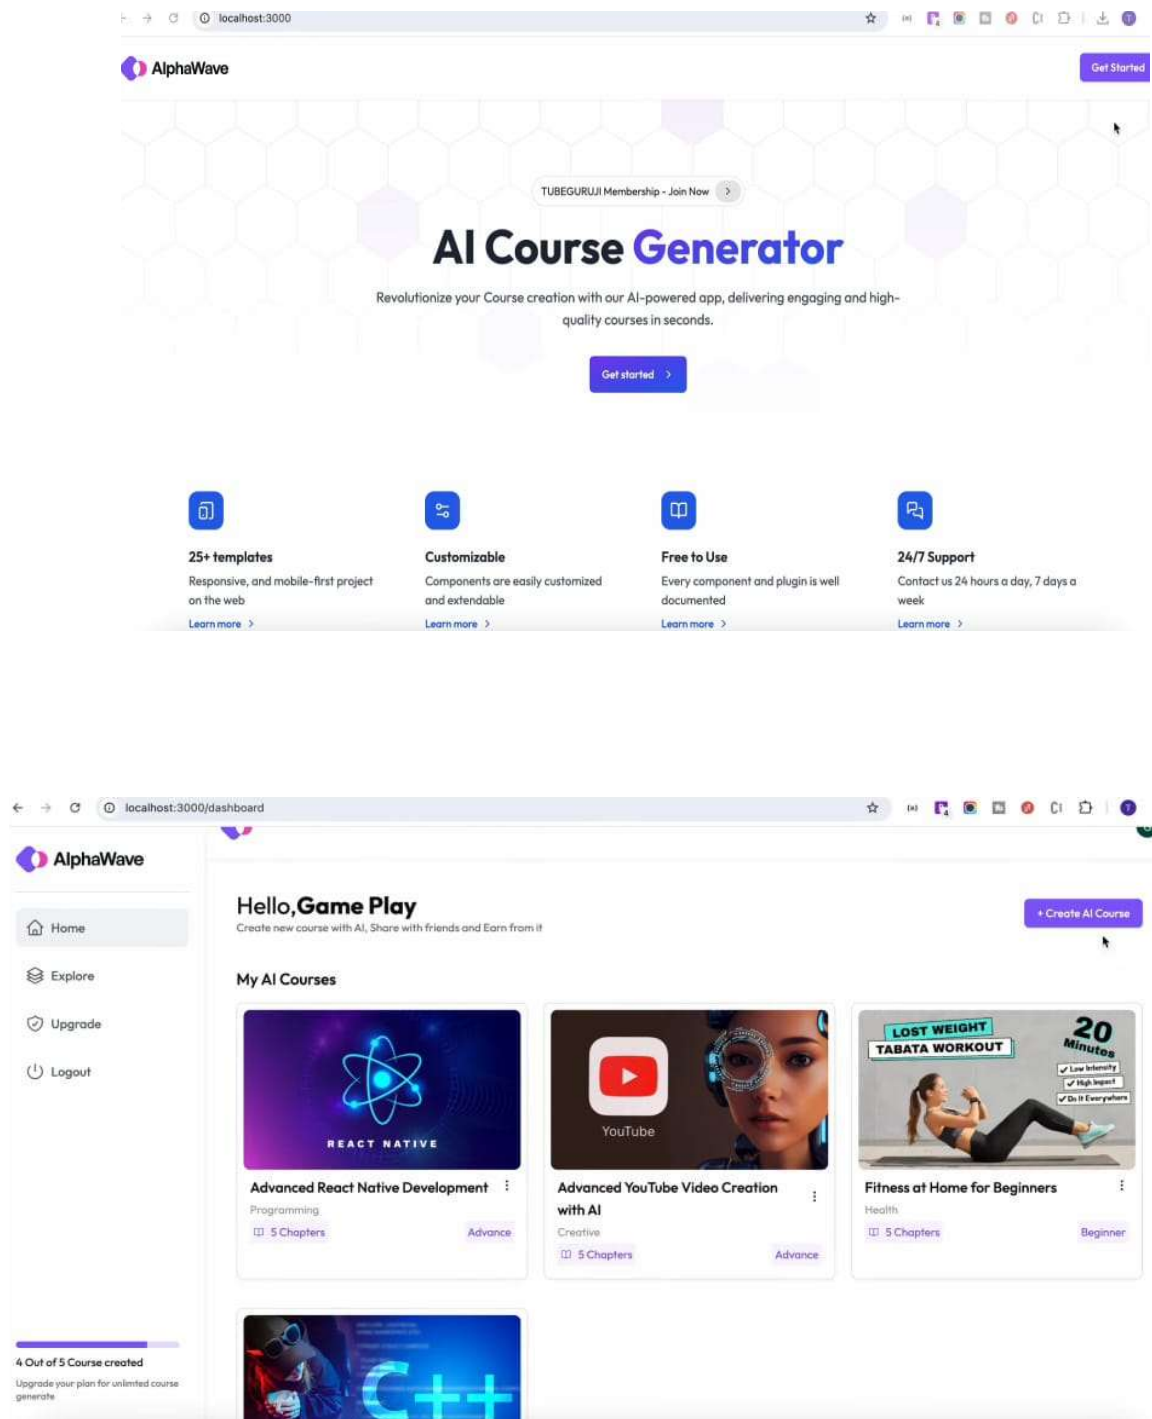 localhost:3000
AlphaWave
Get Started
TUBEGURUJI Membership - Join Now
AI Course Generator
Revolutionize your Course creation with our AI-powered app, delivering engaging and high-
quality courses in seconds.
Get started
25+ templates
Responsive, and mobile-first project
on the web
Learn more
Customizable
Components are easily customized
and extendable
Learn more
Free to Use
Every component and plugin is well
documented
Learn more
24/7 Support
Contact us 24 hours a day, 7 days a
week
Learn more
localhost:3000/dashboard
AlphaWave
Home
Explore
Upgrade
Logout
4 Out of 5 Course created
Upgrade your plan for unlimted course
generate
Hello,Game Play
Create new course with AI, Share with friends and Earn from it
+ Create AI Course
My AI Courses
REACT NATIVE
Advanced React Native Development
Programming
5 Chapters
Advance
YouTube
Advanced YouTube Video Creation
with AI
Creative
5 Chapters
Advance
LOST WEIGHT
TABATA WORKOUT
20
Minutes
Low Intensity
High Impact
Do It Everywhere
Fitness at Home for Beginners
Health
5 Chapters
Beginner
C++